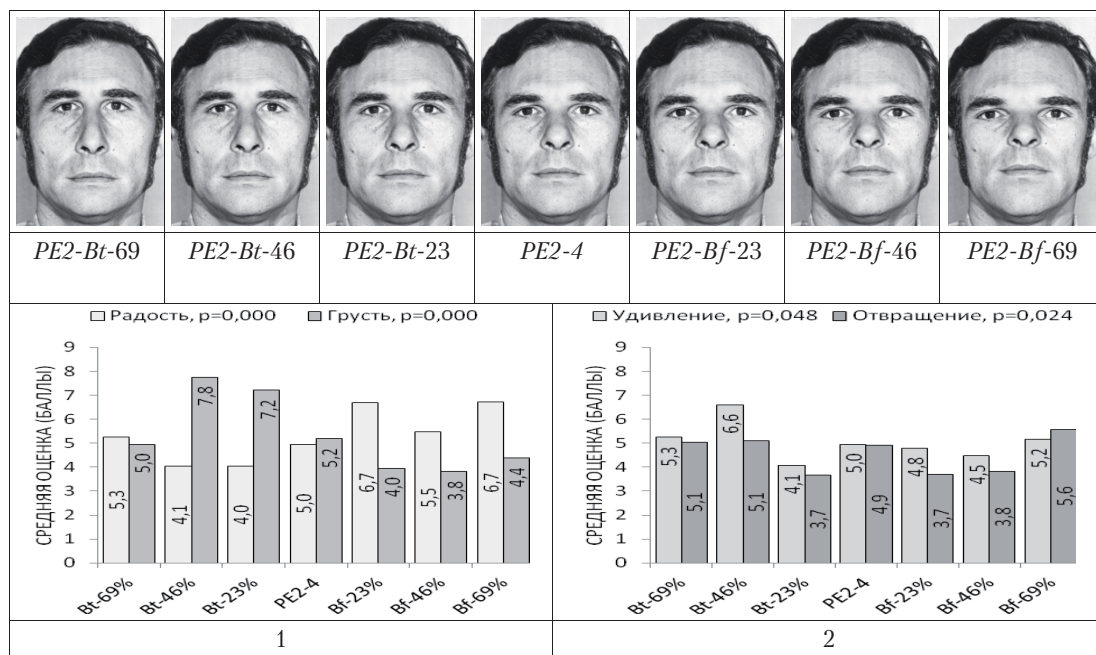 PE2-Bt-69 PE2-Bt-46 PE2-Bt-23 PE2-4 PE2-Bf-23 PE2-Bf-46 PE2-Bf-69
Радость, p=0,000 Грусть, p=0,000
СРЕДНЯЯ ОЦЕНКА (БАЛЛЫ)
9
8
7
6
5
4
3
2
1
0
5,3 5,0 4,1 7,8 4,0 7,2 5,0 5,2 6,7 4,0 5,5 3,8 6,7 4,4
Bt-69% Bt-46% Bt-23% PE2-4 Bf-23% Bf-46% Bf-69%
1
Удивление, p=0,048 Отвращение, p=0,024
СРЕДНЯЯ ОЦЕНКА (БАЛЛЫ)
9
8
7
6
5
4
3
2
1
0
5,3 5,1 6,6 5,1 4,1 3,7 5,0 4,9 4,8 3,7 4,5 3,8 5,2 5,6
Bt-69% Bt-46% Bt-23% PE2-4 Bf-23% Bf-46% Bf-69%
2